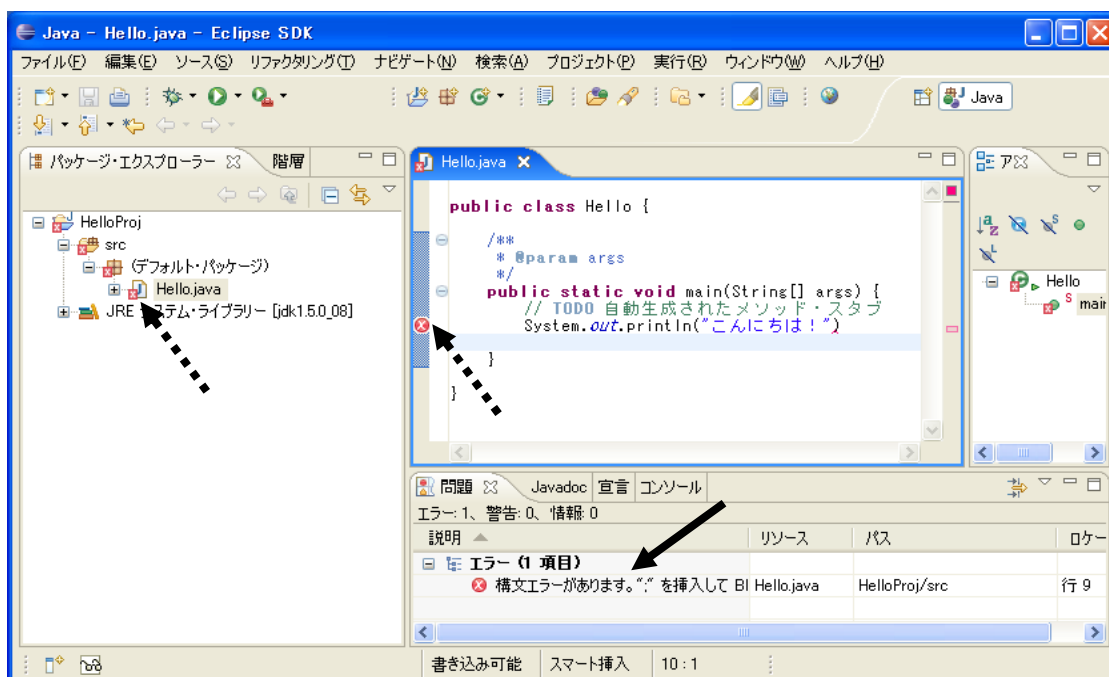 Java - Hello.java - Eclipse SDK
ファイル(F) 編集(E) ソース(S) リファクタリング(T) ナビゲート(N) 検索(A) プロジェクト(P) 実行(R) ウィンドウ(W) ヘルプ(H)
Java
パッケージ・エクスプローラー 階層
HelloProj
src
(デフォルト・パッケージ)
Hello.java
JRE システム・ライブラリー [jdk1.5.0_08]
Hello.java
public class Hello {
/**
* @param args
*/
public static void main(String[] args) {
// TODO 自動生成されたメソッド・スタブ
System.out.println("こんにちは!")
}
}
ア
Hello
main
問題 Javadoc 宣言 コンソール
エラー: 1、警告: 0、情報: 0
説明 リソース パス ロケー
エラー (1 項目)
構文エラーがあります。";" を挿入して Bl Hello.java HelloProj/src 行 9
書き込み可能 スマート挿入 10 : 1